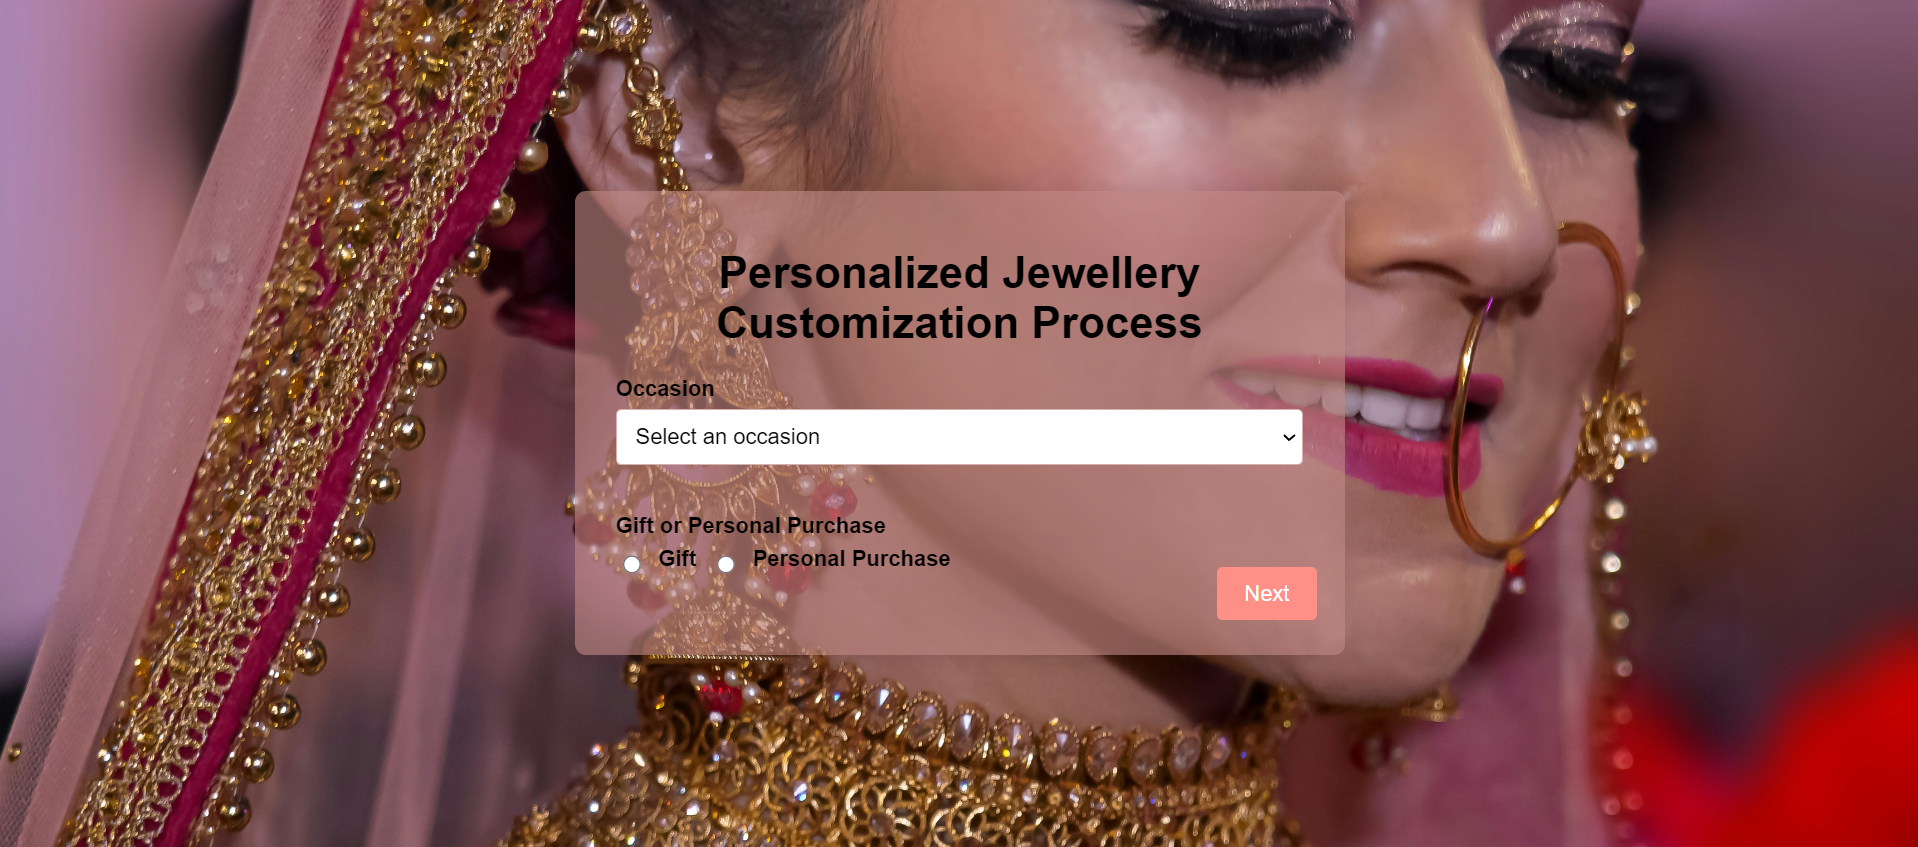 Personalized Jewellery
Customization Process
Occasion
Select an occasion
Gift or Personal Purchase
Gift Personal Purchase
Next